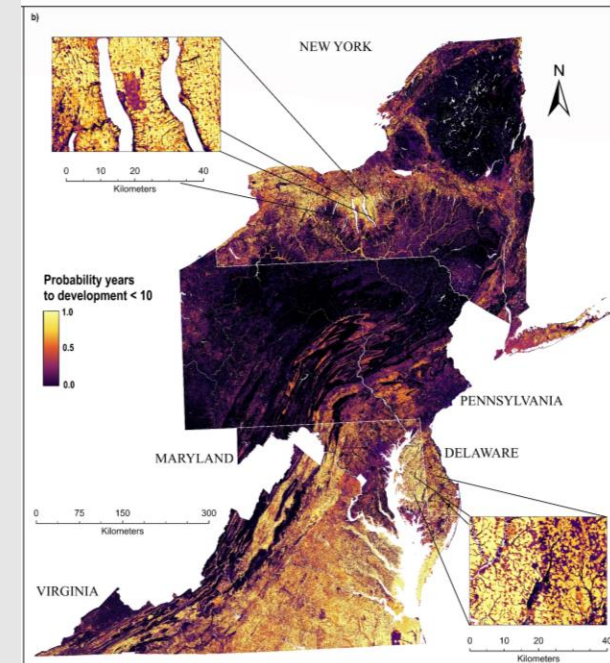 b)
NEW YORK
N
0 20 40
Kilometers
Probability years
to development < 10
1.0
0.5
0.0
PENNSYLVANIA
MARYLAND
DELAWARE
0 75 150 300
Kilometers
VIRGINIA
0 10 20 40
Kilometers